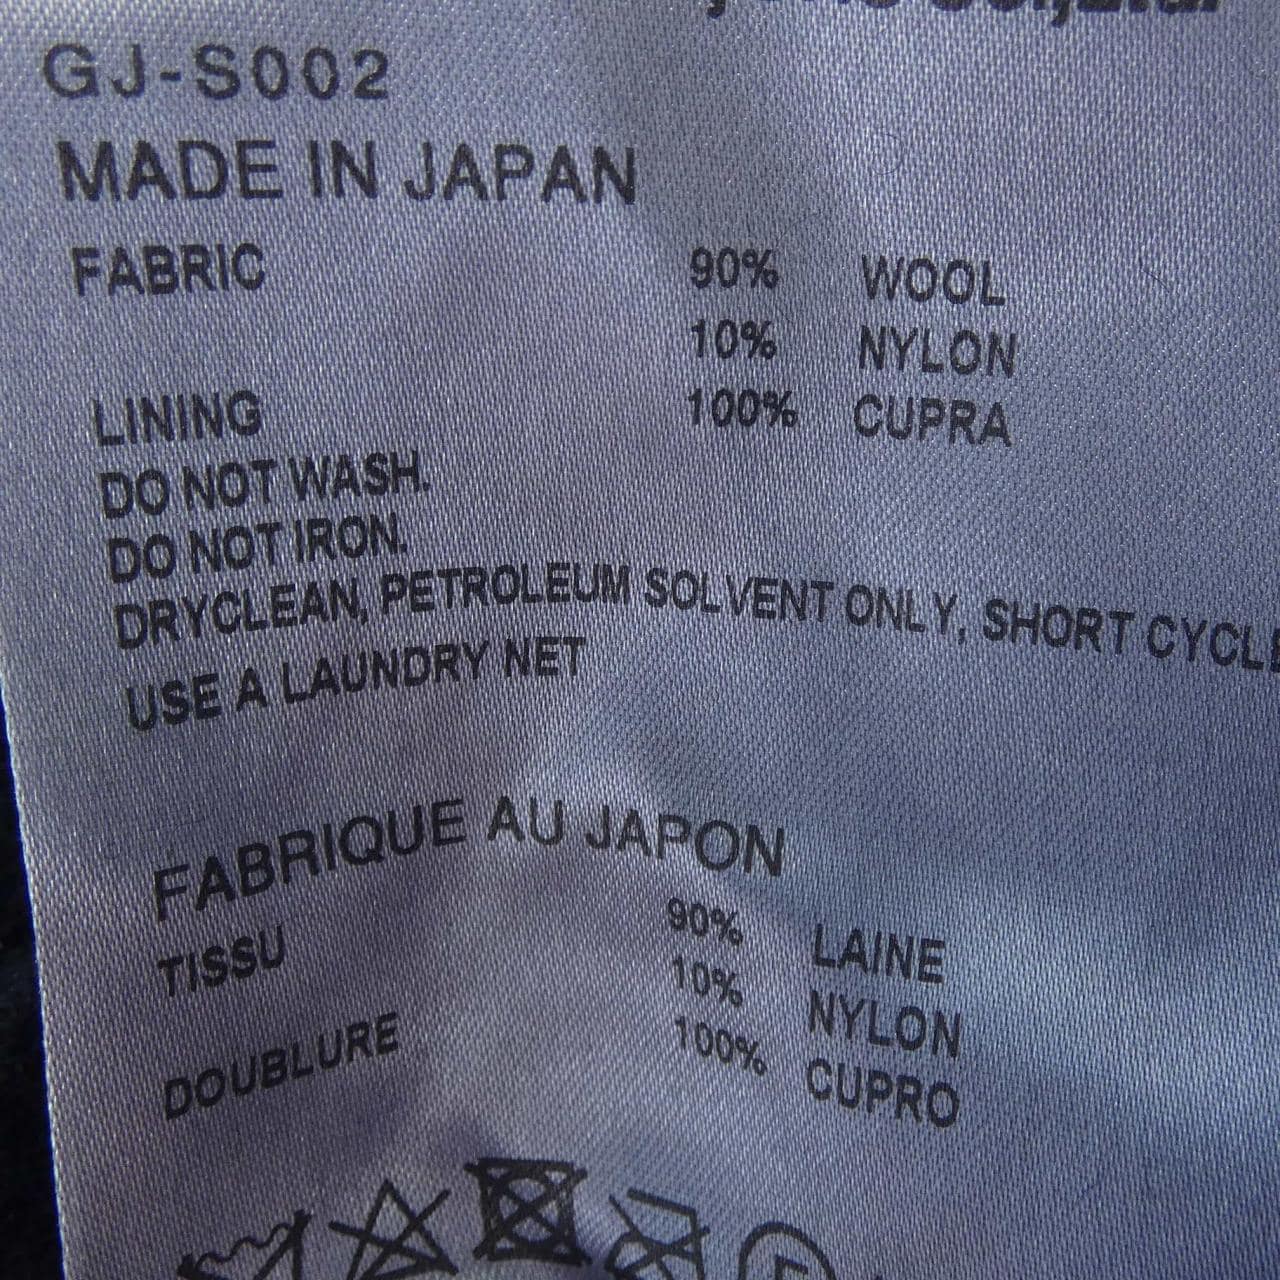 GJ-S002
MADE IN JAPAN
FABRIC 90% WOOL
10% NYLON
LINING 100% CUPRA
DO NOT WASH.
DO NOT IRON.
DRYCLEAN, PETROLEUM SOLVENT ONLY, SHORT CYCLE
USE A LAUNDRY NET
FABRIQUE AU JAPON
TISSU 90% LAINE
10% NYLON
DOUBLURE 100% CUPRO
F